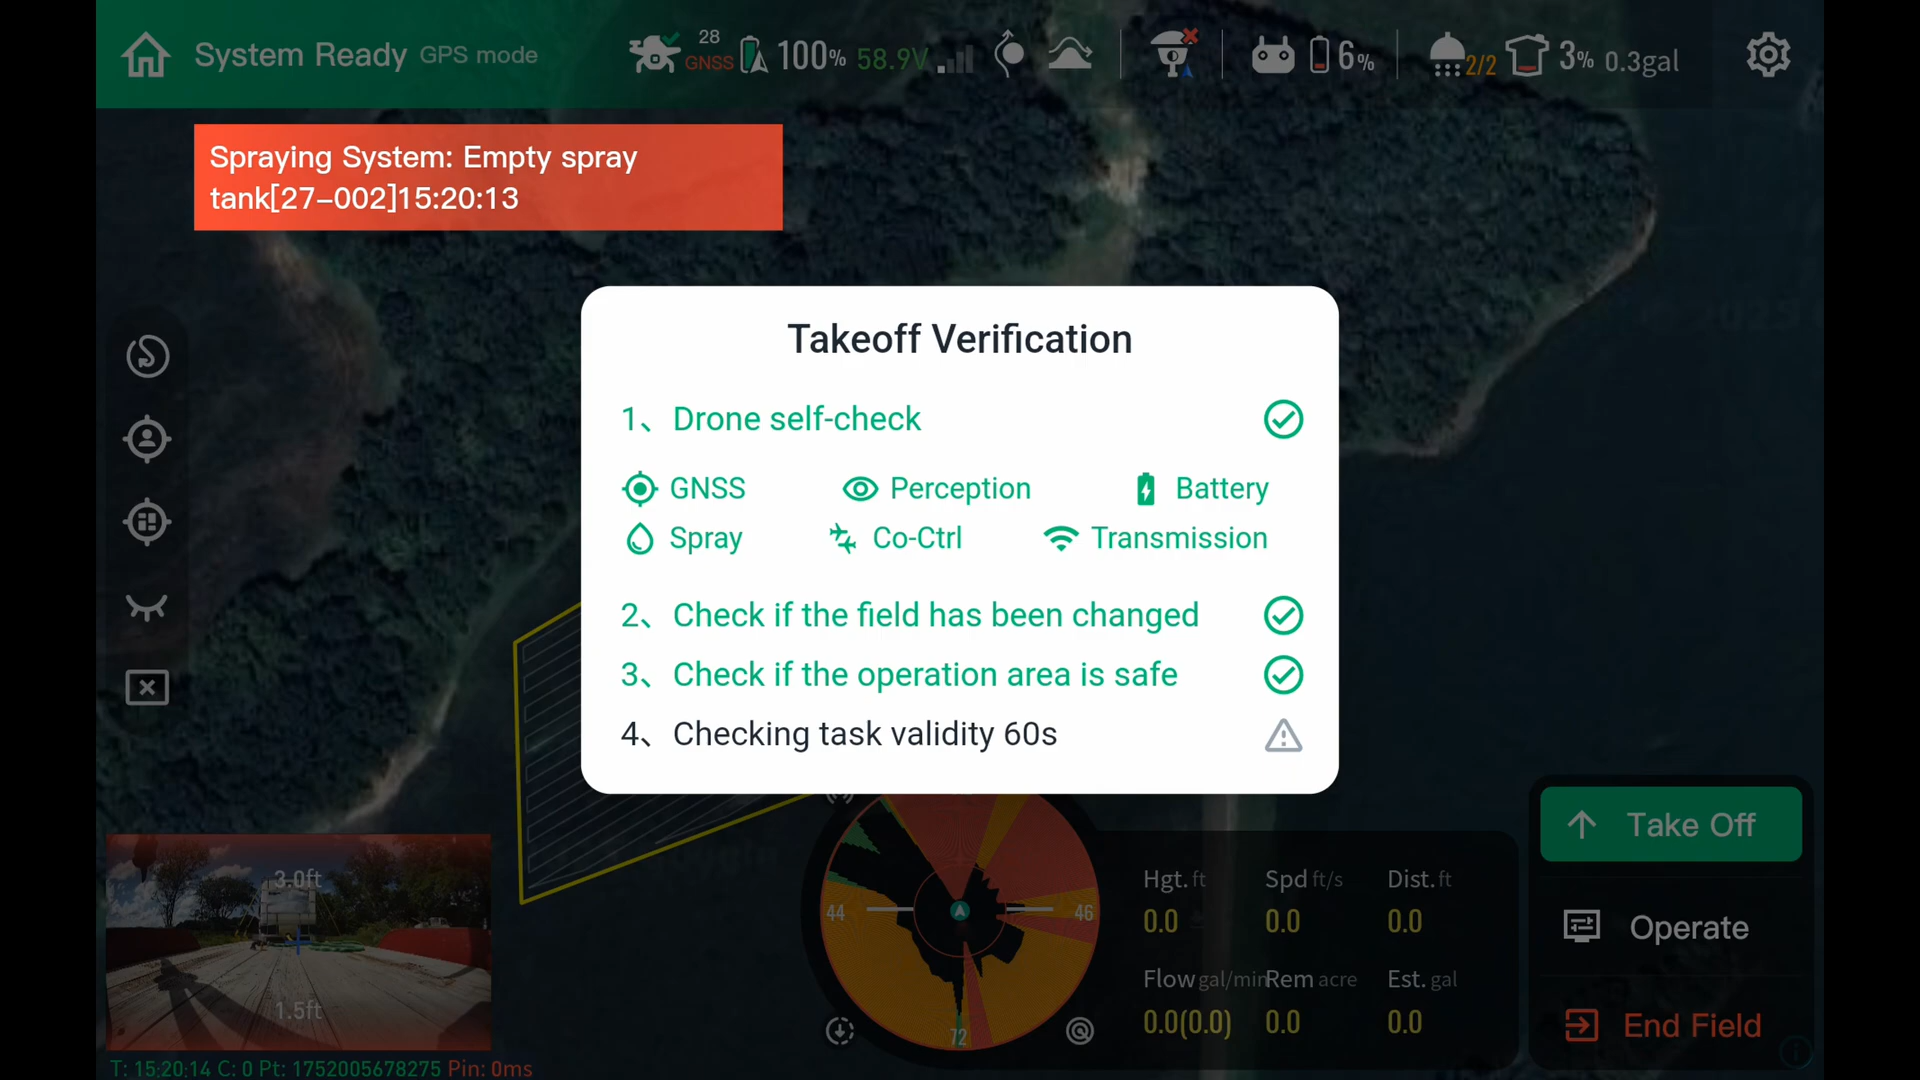 System Ready GPS mode
28
GNSS
100% 58.9V
6%
2/2
3% 0.3gal
Spraying System: Empty spray
tank[27-002]15:20:13
Takeoff Verification
1、 Drone self-check
GNSS Perception Battery
Spray Co-Ctrl Transmission
2、 Check if the field has been changed
3、 Check if the operation area is safe
4、 Checking task validity 60s
Take Off
Operate
End Field
3.0ft
1.5ft
44
46
72
Hgt. ft Spd ft/s Dist. ft
0.0 0.0 0.0
Flow gal/min Rem acre Est. gal
0.0(0.0) 0.0 0.0
T: 15:20:14 C: 0 Pt: 1752005678275 Pin: 0ms